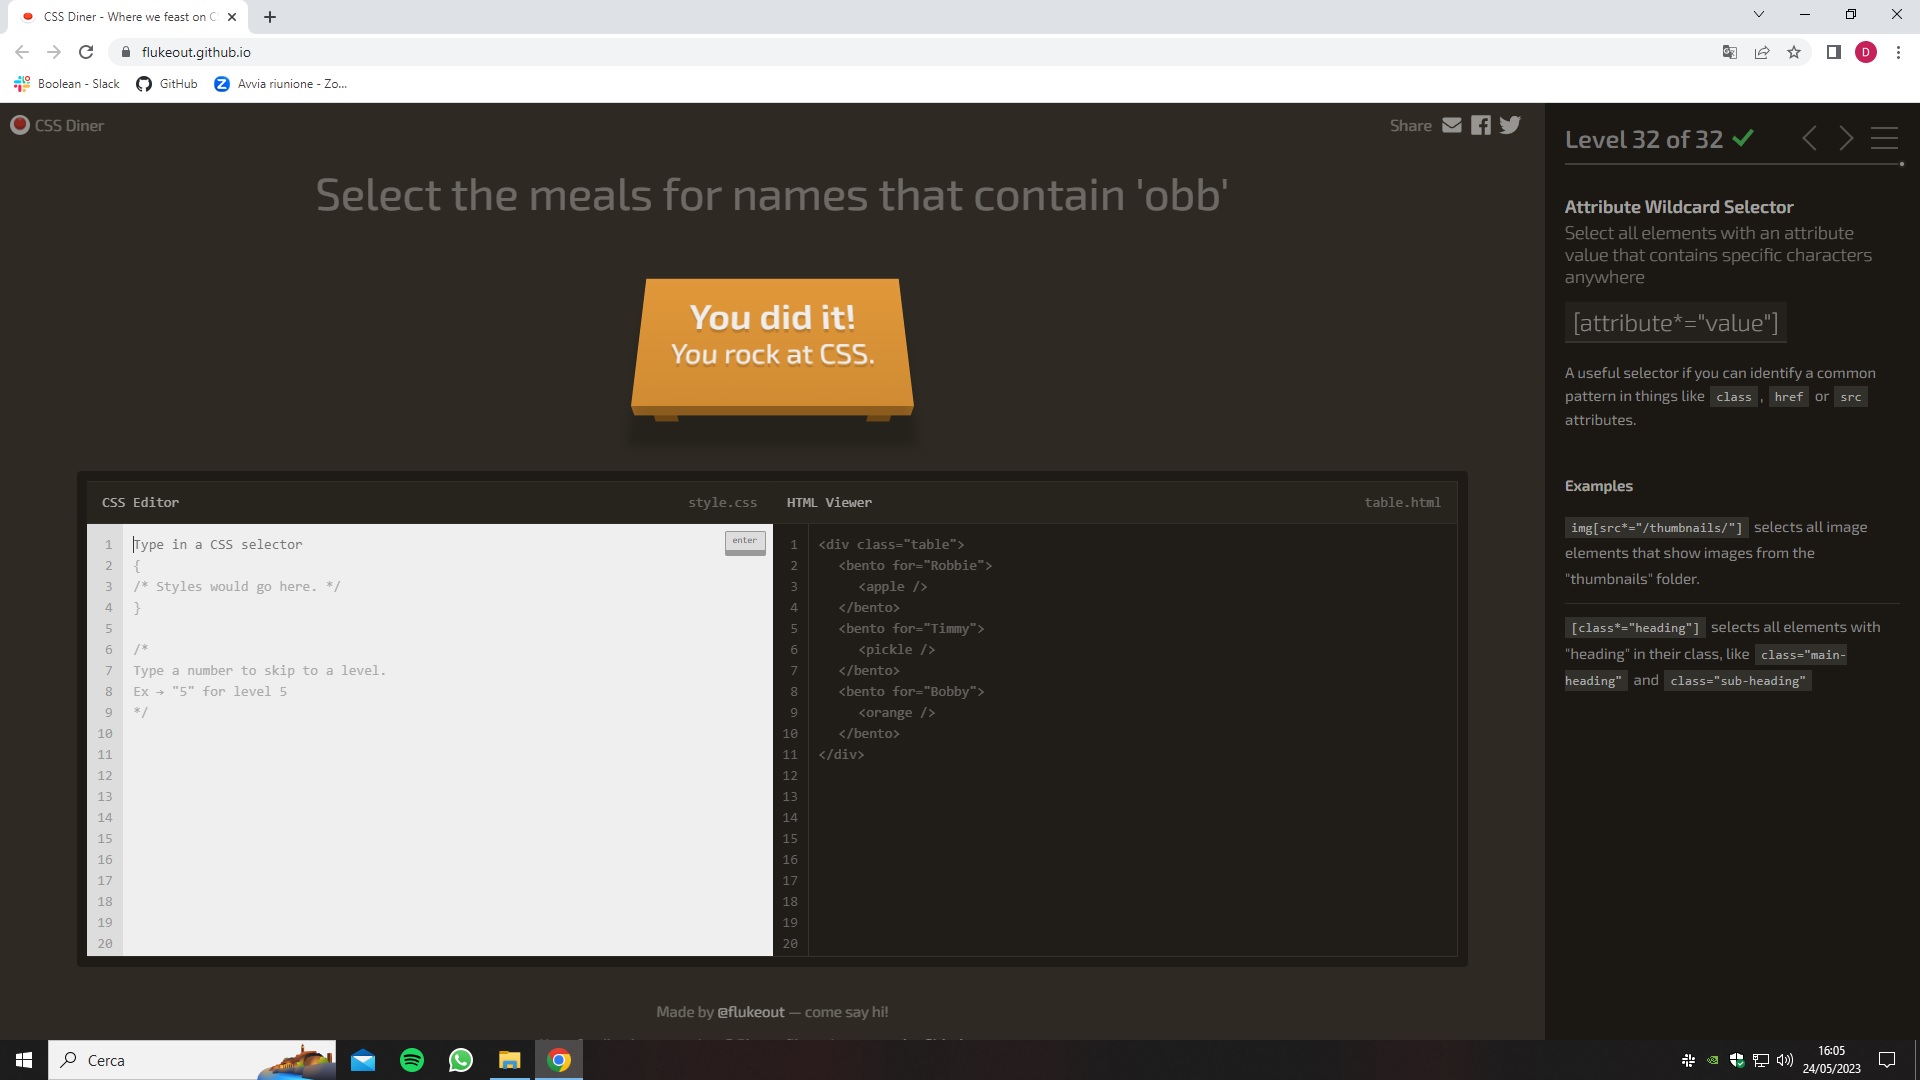 CSS Diner - Where we feast on C
flukeout.github.io
D
Boolean - Slack
GitHub
Avvia riunione - Zo...
CSS Diner
Share
Select the meals for names that contain 'obb'
You did it!
You rock at CSS.
CSS Editor
style.css
enter
1 Type in a CSS selector
2 {
3 /* Styles would go here. */
4 }
5
6 /*
7 Type a number to skip to a level.
8 Ex → "5" for level 5
9 */
10
11
12
13
14
15
16
17
18
19
20
HTML Viewer
table.html
1 <div class="table">
2 <bento for="Robbie">
3 <apple />
4 </bento>
5 <bento for="Timmy">
6 <pickle />
7 </bento>
8 <bento for="Bobby">
9 <orange />
10 </bento>
11 </div>
12
13
14
15
16
17
18
19
20
Made by @flukeout — come say hi!
Level 32 of 32
Attribute Wildcard Selector
Select all elements with an attribute
value that contains specific characters
anywhere
[attribute*="value"]
A useful selector if you can identify a common
pattern in things like class , href or src
attributes.
Examples
img[src*="/thumbnails/"] selects all image
elements that show images from the
"thumbnails" folder.
[class*="heading"] selects all elements with
"heading" in their class, like class="main-
heading" and class="sub-heading"
Cerca
16:05
24/05/2023